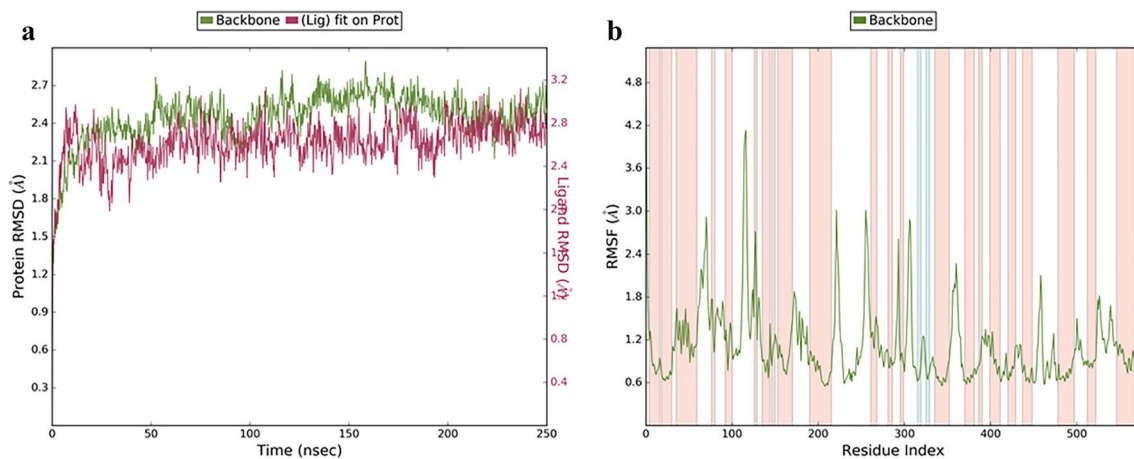 a
Backbone (Lig) fit on Prot
Protein RMSD (Å)
2.7
2.4
2.1
1.8
1.5
1.2
0.9
0.6
0.3
3.2
2.8
2.6
2.4
2.0
0.8
0.4
Ligand RMSD (Å)
0 50 100 150 200 250
Time (nsec)
b
Backbone
RMSF (Å)
4.8
4.2
3.6
3.0
2.4
1.8
1.2
0.6
0 100 200 300 400 500
Residue Index